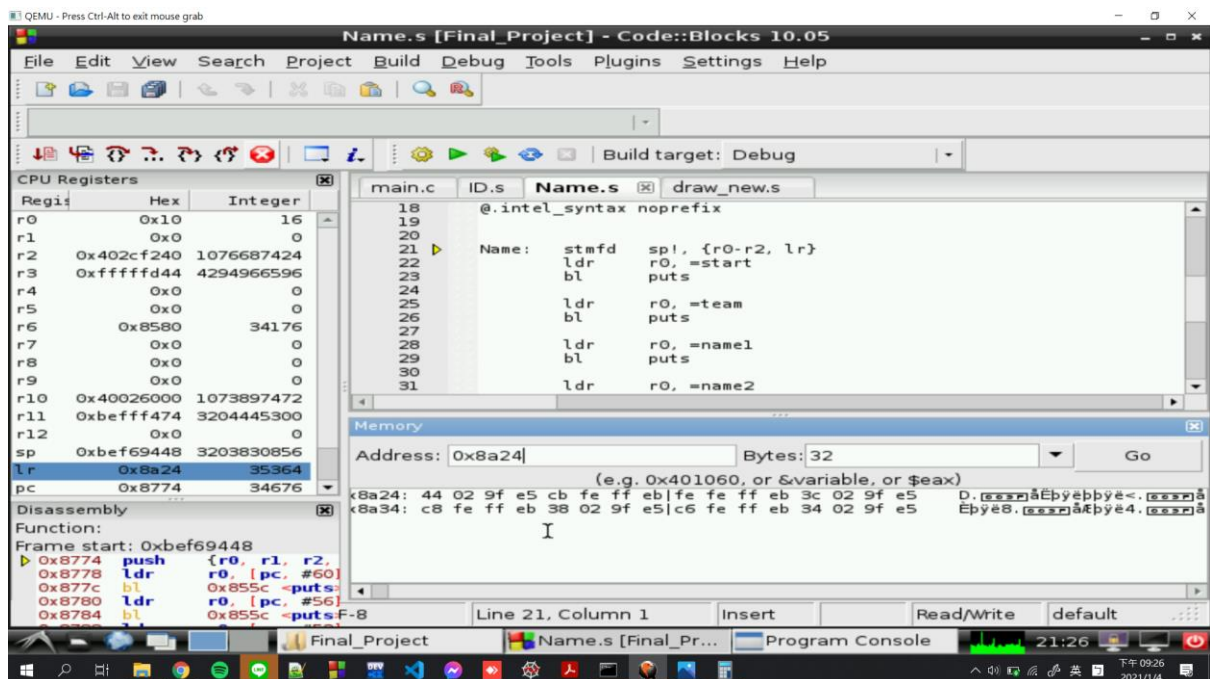 QEMU - Press Ctrl-Alt to exit mouse grab
Name.s [Final_Project] - Code::Blocks 10.05
File Edit View Search Project Build Debug Tools Plugins Settings Help
Build target: Debug
CPU Registers
Regis Hex Integer
r0 0x10 16
r1 0x0 0
r2 0x402cf240 1076687424
r3 0xfffffd44 4294966596
r4 0x0 0
r5 0x0 0
r6 0x8580 34176
r7 0x0 0
r8 0x0 0
r9 0x0 0
r10 0x40026000 1073897472
r11 0xbefff474 3204445300
r12 0x0 0
sp 0xbef69448 3203830856
lr 0x8a24 35364
pc 0x8774 34676
main.c ID.s Name.s draw_new.s
18 @.intel_syntax noprefix
19
20
21 Name: stmfd sp!, {r0-r2, lr}
22 ldr r0, =start
23 bl puts
24
25 ldr r0, =team
26 bl puts
27
28 ldr r0, =name1
29 bl puts
30
31 ldr r0, =name2
Memory
Address: 0x8a24 Bytes: 32 Go
(e.g. 0x401060, or &variable, or $eax)
8a24: 44 02 9f e5 cb fe ff eb|fe fe ff eb 3c 02 9f e5
8a34: c8 fe ff eb 38 02 9f e5|c6 fe ff eb 34 02 9f e5
Disassembly
Function:
Frame start: 0xbef69448
0x8774 push {r0, r1, r2,
0x8778 ldr r0, [pc, #60]
0x877c bl 0x855c <puts
0x8780 ldr r0, [pc, #56]
0x8784 bl 0x855c <puts
F-8 Line 21, Column 1 Insert Read/Write default
Final_Project Name.s [Final_Pr... Program Console 21:26
英 下午 09:26
2021/1/4